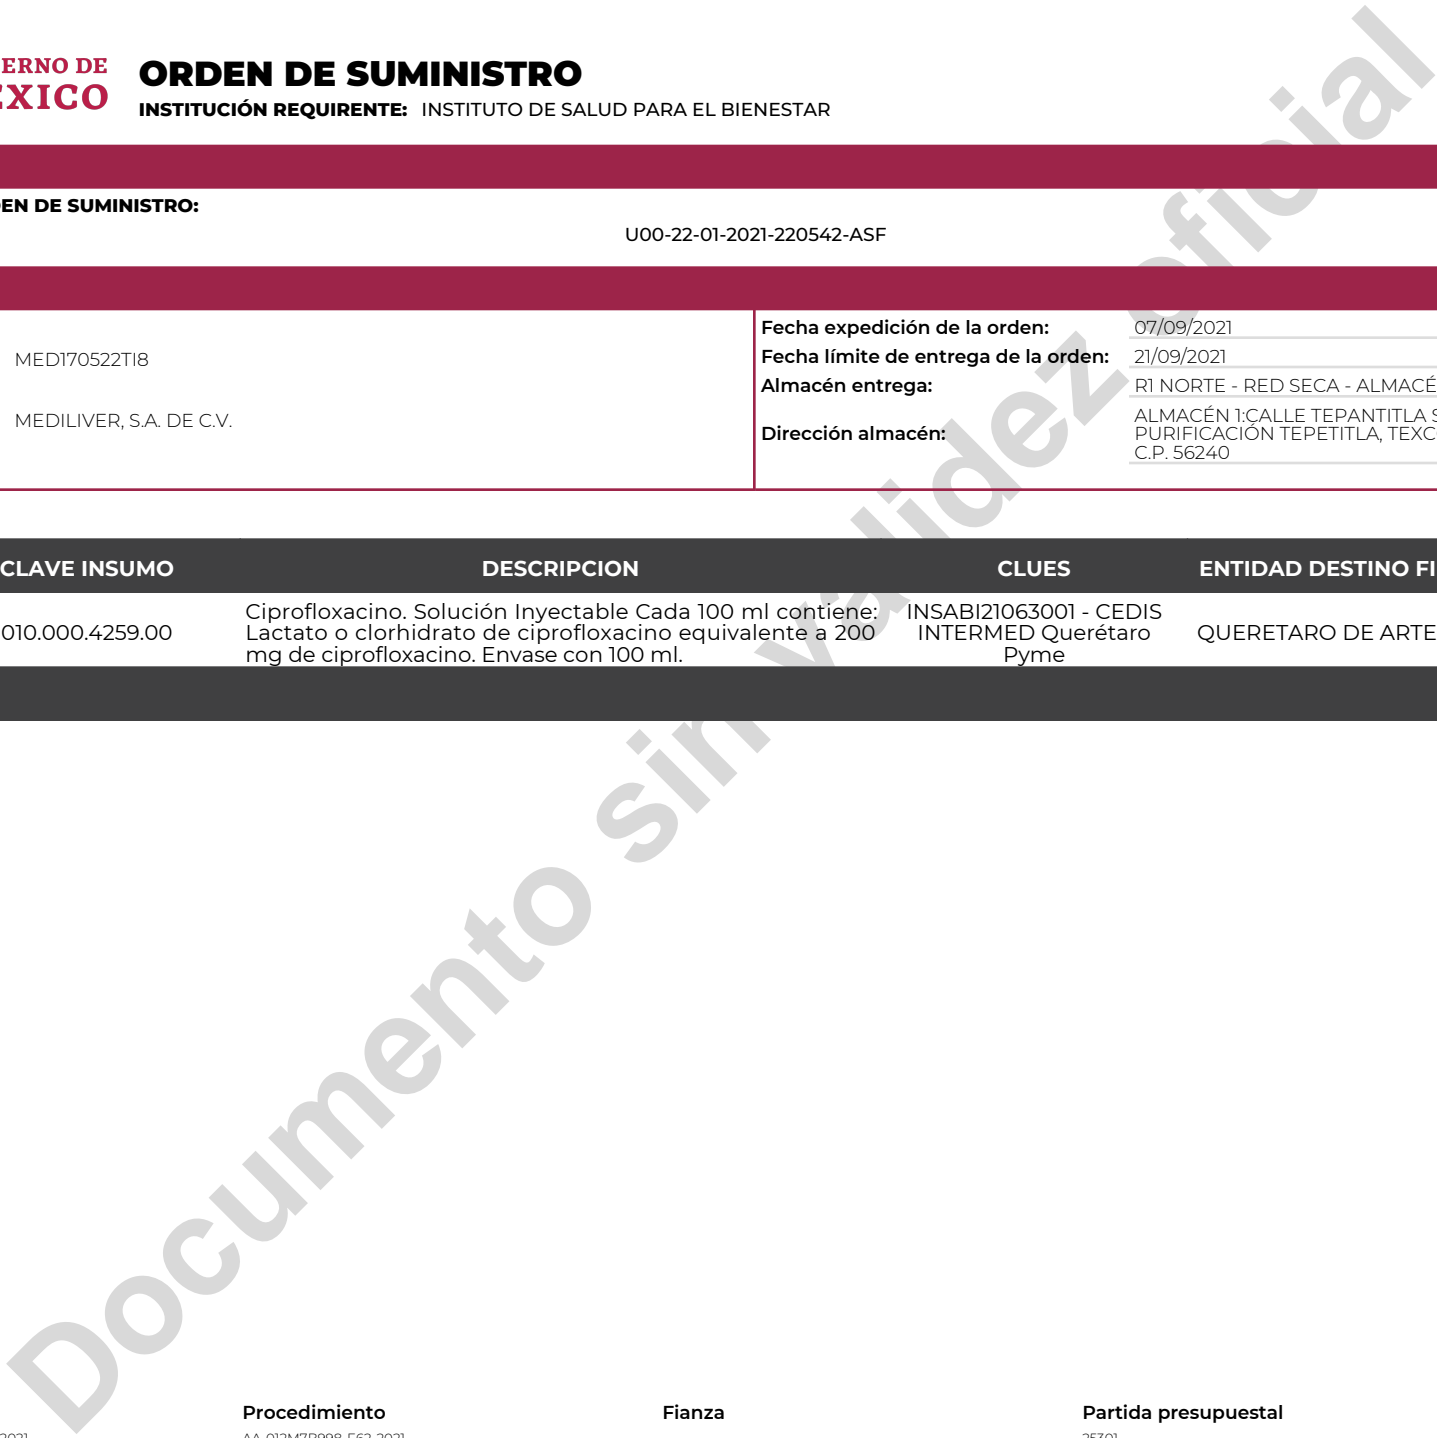 ERNO DE
EXICO
ORDEN DE SUMINISTRO
INSTITUCIÓN REQUIRENTE: INSTITUTO DE SALUD PARA EL BIENESTAR
EN DE SUMINISTRO:
U00-22-01-2021-220542-ASF
MED170522TI8
MEDILIVER, S.A. DE C.V.
Fecha expedición de la orden: 07/09/2021
Fecha límite de entrega de la orden: 21/09/2021
Almacén entrega: R1 NORTE - RED SECA - ALMACÉ
Dirección almacén:
ALMACÉN 1:CALLE TEPANTITLA S
PURIFICACIÓN TEPETITLA, TEXC
C.P. 56240
CLAVE INSUMO DESCRIPCION CLUES ENTIDAD DESTINO FI
010.000.4259.00
Ciprofloxacino. Solución Inyectable Cada 100 ml contiene:
Lactato o clorhidrato de ciprofloxacino equivalente a 200
mg de ciprofloxacino. Envase con 100 ml.
INSABI21063001 - CEDIS
INTERMED Querétaro
Pyme
QUERETARO DE ARTE
Documento sin validez oficial
Procedimiento Fianza Partida presupuestal